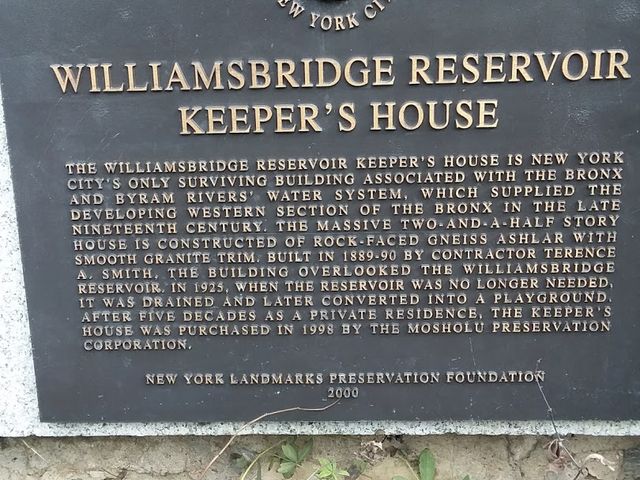 NEW YORK CITY
WILLIAMSBRIDGE RESERVOIR
KEEPER'S HOUSE
THE WILLIAMSBRIDGE RESERVOIR KEEPER'S HOUSE IS NEW YORK
CITY'S ONLY SURVIVING BUILDING ASSOCIATED WITH THE BRONX
AND BYRAM RIVERS' WATER SYSTEM, WHICH SUPPLIED THE
DEVELOPING WESTERN SECTION OF THE BRONX IN THE LATE
NINETEENTH CENTURY. THE MASSIVE TWO-AND-A-HALF STORY
HOUSE IS CONSTRUCTED OF ROCK-FACED GNEISS ASHLAR WITH
SMOOTH GRANITE TRIM. BUILT IN 1889-90 BY CONTRACTOR TERENCE
A. SMITH, THE BUILDING OVERLOOKED THE WILLIAMSBRIDGE
RESERVOIR. IN 1925, WHEN THE RESERVOIR WAS NO LONGER NEEDED,
IT WAS DRAINED AND LATER CONVERTED INTO A PLAYGROUND.
AFTER FIVE DECADES AS A PRIVATE RESIDENCE, THE KEEPER'S
HOUSE WAS PURCHASED IN 1998 BY THE MOSHOLU PRESERVATION
CORPORATION.
NEW YORK LANDMARKS PRESERVATION FOUNDATION
2000